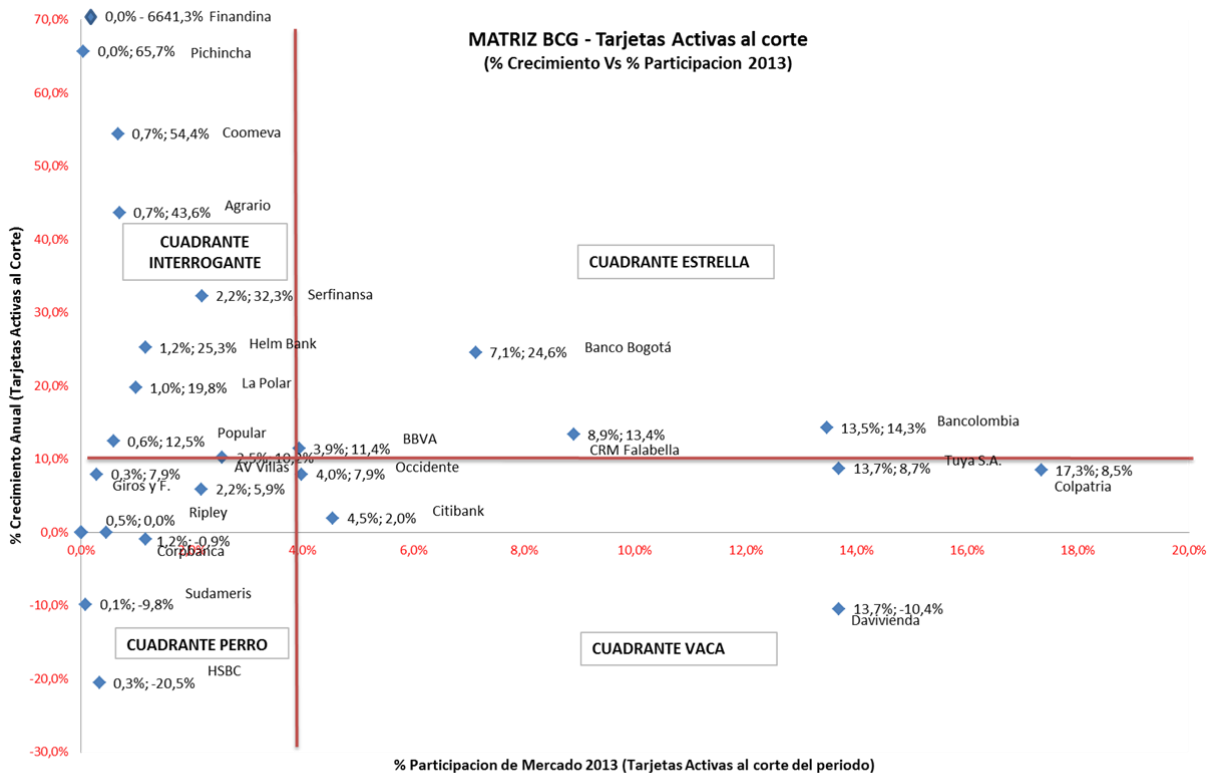 MATRIZ BCG - Tarjetas Activas al corte
(% Crecimiento Vs % Participacion 2013)
% Crecimiento Anual (Tarjetas Activas al Corte)
70,0%
60,0%
50,0%
40,0%
30,0%
20,0%
10,0%
0,0%
-10,0%
-20,0%
-30,0%
0,0% - 6641,3% Finandina
0,0%; 65,7% Pichincha
0,7%; 54,4% Coomeva
0,7%; 43,6% Agrario
CUADRANTE
INTERROGANTE
CUADRANTE ESTRELLA
2,2%; 32,3% Serfinansa
1,2%; 25,3% Helm Bank
7,1%; 24,6% Banco Bogotá
1,0%; 19,8% La Polar
0,6%; 12,5% Popular
3,9%; 11,4% BBVA
8,9%; 13,4%
CRM Falabella
13,5%; 14,3% Bancolombia
2,5%; 10,2%
AV Villas
0,3%; 7,9%
Giros y F.
2,2%; 5,9%
4,0%; 7,9% Occidente
13,7%; 8,7% Tuya S.A.
17,3%; 8,5%
Colpatria
0,5%; 0,0% Ripley
4,5%; 2,0% Citibank
1,2%; -0,9%
Corpbanca
0,0%
4,0%
6,0%
8,0%
10,0%
12,0%
14,0%
16,0%
18,0%
20,0%
0,1%; -9,8% Sudameris
13,7%; -10,4%
Davivienda
CUADRANTE PERRO
CUADRANTE VACA
0,3%; -20,5% HSBC
% Participacion de Mercado 2013 (Tarjetas Activas al corte del periodo)